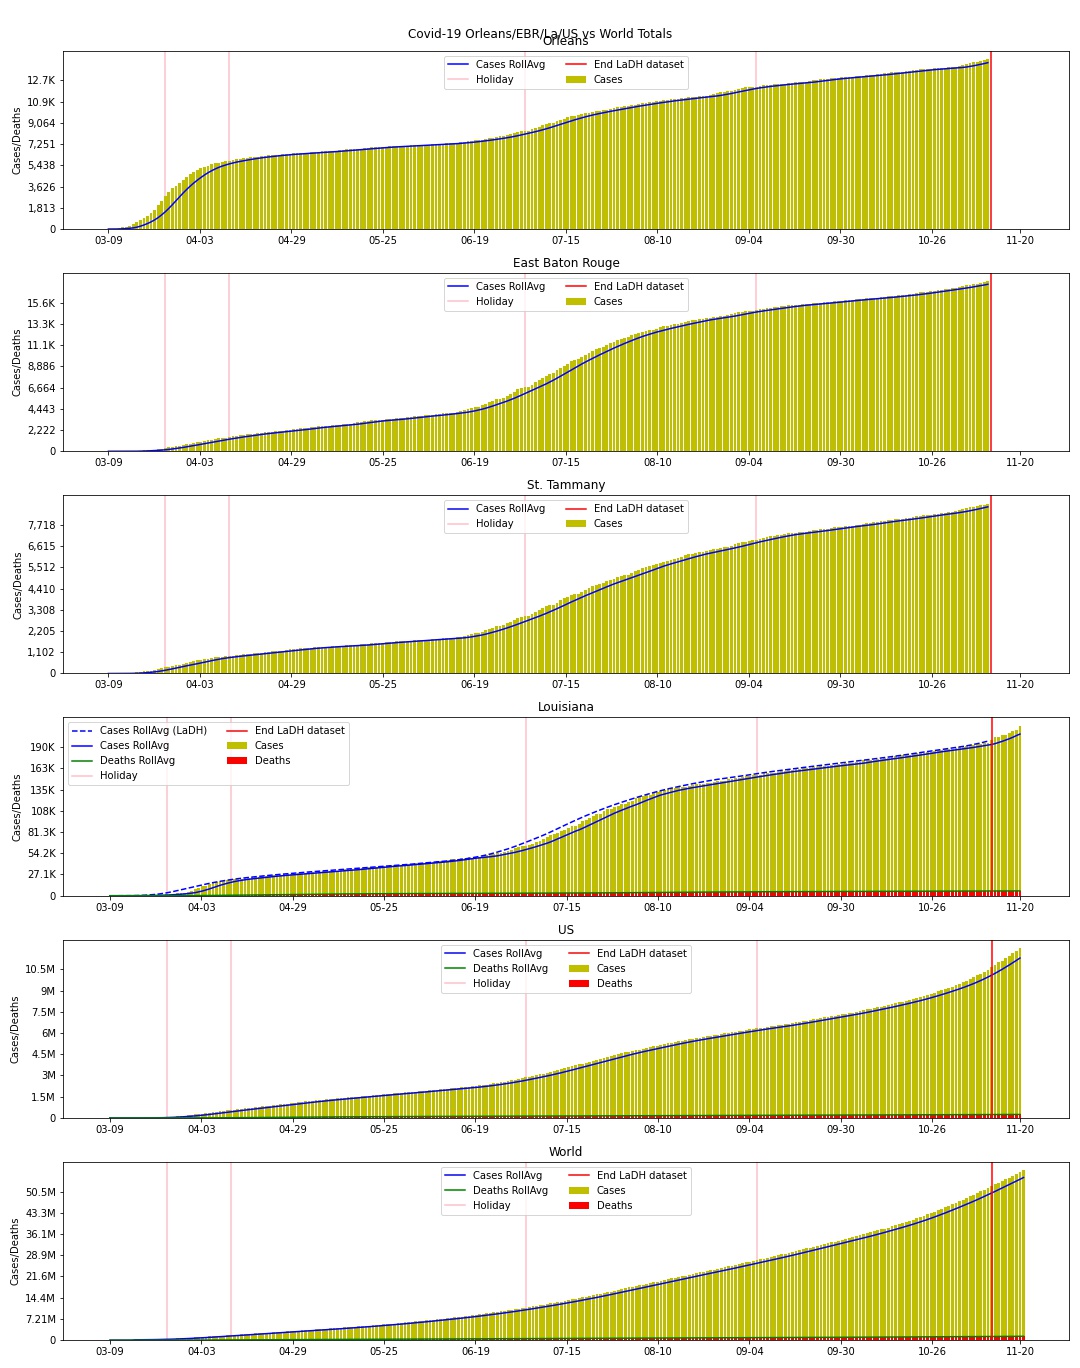 Covid-19 Orleans/EBR/La/US vs World Totals
Orleans
Cases RollAvg End LaDH dataset
Holiday Cases
12.7K
10.9K
9,064
7,251
5,438
3,626
1,813
0
Cases/Deaths
03-09 04-03 04-29 05-25 06-19 07-15 08-10 09-04 09-30 10-26 11-20
East Baton Rouge
Cases RollAvg End LaDH dataset
Holiday Cases
15.6K
13.3K
11.1K
8,886
6,664
4,443
2,222
0
Cases/Deaths
03-09 04-03 04-29 05-25 06-19 07-15 08-10 09-04 09-30 10-26 11-20
St. Tammany
Cases RollAvg End LaDH dataset
Holiday Cases
7,718
6,615
5,512
4,410
3,308
2,205
1,102
0
Cases/Deaths
03-09 04-03 04-29 05-25 06-19 07-15 08-10 09-04 09-30 10-26 11-20
Louisiana
Cases RollAvg (LaDH) End LaDH dataset
Cases RollAvg Cases
Deaths RollAvg Deaths
Holiday
190K
163K
135K
108K
81.3K
54.2K
27.1K
0
Cases/Deaths
03-09 04-03 04-29 05-25 06-19 07-15 08-10 09-04 09-30 10-26 11-20
US
Cases RollAvg End LaDH dataset
Deaths RollAvg Cases
Holiday Deaths
10.5M
9M
7.5M
6M
4.5M
3M
1.5M
0
Cases/Deaths
03-09 04-03 04-29 05-25 06-19 07-15 08-10 09-04 09-30 10-26 11-20
World
Cases RollAvg End LaDH dataset
Deaths RollAvg Cases
Holiday Deaths
50.5M
43.3M
36.1M
28.9M
21.6M
14.4M
7.21M
0
Cases/Deaths
03-09 04-03 04-29 05-25 06-19 07-15 08-10 09-04 09-30 10-26 11-20